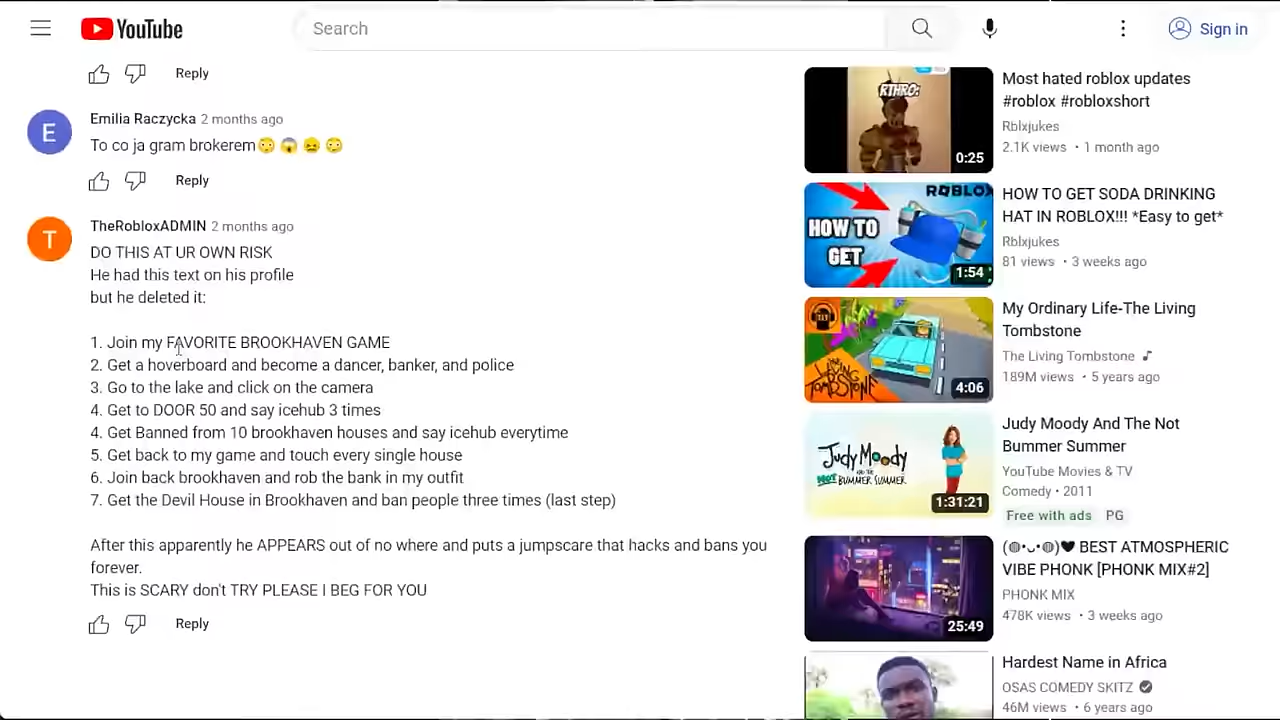 YouTube
Search
Sign in
Reply
Emilia Raczycka 2 months ago
To co ja gram brokerem😳 😱 😖 😳
Reply
T
TheRobloxADMIN 2 months ago
DO THIS AT UR OWN RISK
He had this text on his profile
but he deleted it:
1. Join my FAVORITE BROOKHAVEN GAME
2. Get a hoverboard and become a dancer, banker, and police
3. Go to the lake and click on the camera
4. Get to DOOR 50 and say icehub 3 times
4. Get Banned from 10 brookhaven houses and say icehub everytime
5. Get back to my game and touch every single house
6. Join back brookhaven and rob the bank in my outfit
7. Get the Devil House in Brookhaven and ban people three times (last step)
After this apparently he APPEARS out of no where and puts a jumpscare that hacks and bans you
forever.
This is SCARY don't TRY PLEASE I BEG FOR YOU
Reply
E
RTHRO:
0:25
Most hated roblox updates
#roblox #robloxshort
Rblxjukes
2.1K views • 1 month ago
ROBLOX
HOW TO
GET
1:54
HOW TO GET SODA DRINKING
HAT IN ROBLOX!!! *Easy to get*
Rblxjukes
81 views • 3 weeks ago
LIVING
TOMBSTONE
4:06
My Ordinary Life-The Living
Tombstone
The Living Tombstone
189M views • 5 years ago
Judy Moody
AND THE
NOT BUMMER SUMMER
1:31:21
Judy Moody And The Not
Bummer Summer
YouTube Movies & TV
Comedy • 2011
Free with ads PG
25:49
(◍•ᴗ•◍)❤ BEST ATMOSPHERIC
VIBE PHONK [PHONK MIX#2]
PHONK MIX
478K views • 3 weeks ago
Hardest Name in Africa
OSAS COMEDY SKITZ
46M views • 6 years ago